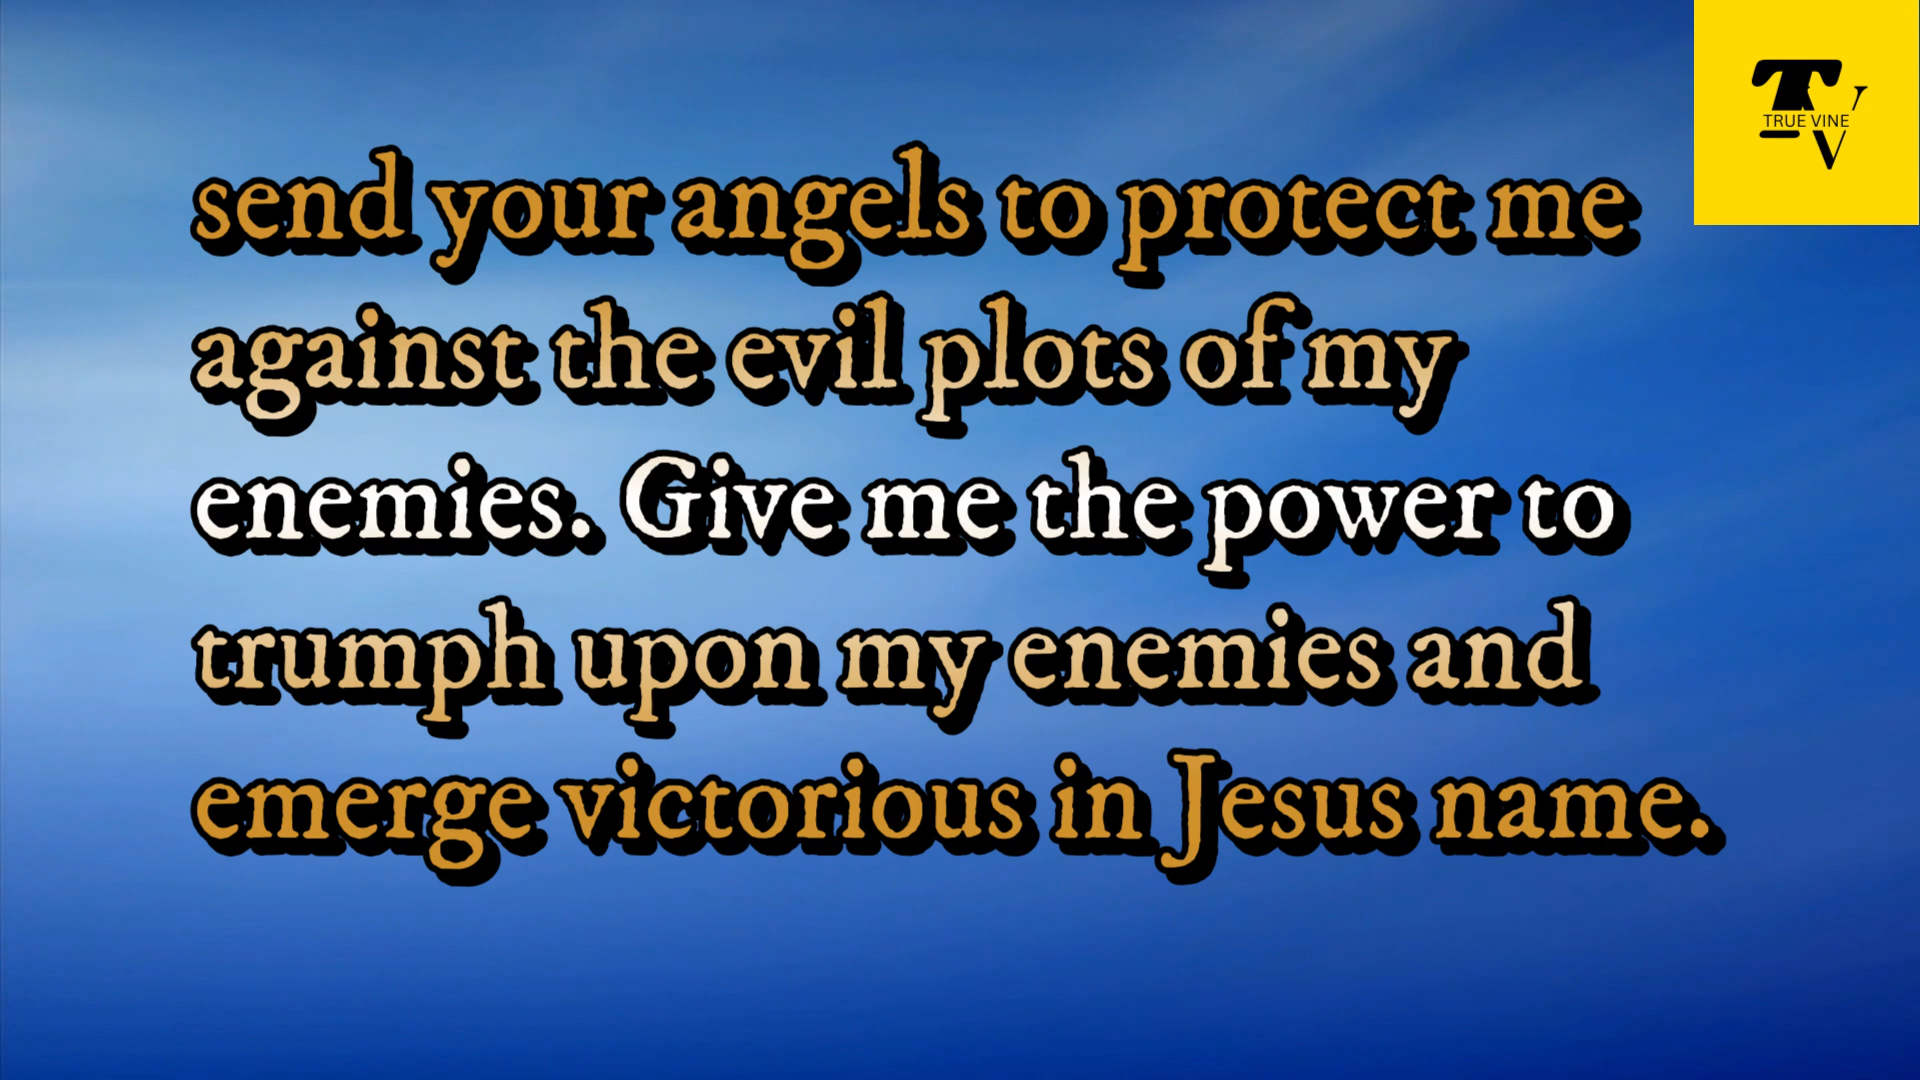 send your angels to protect me
against the evil plots of my
enemies. Give me the power to
trumph upon my enemies and
emerge victorious in Jesus name.
TV
TRUE VINE